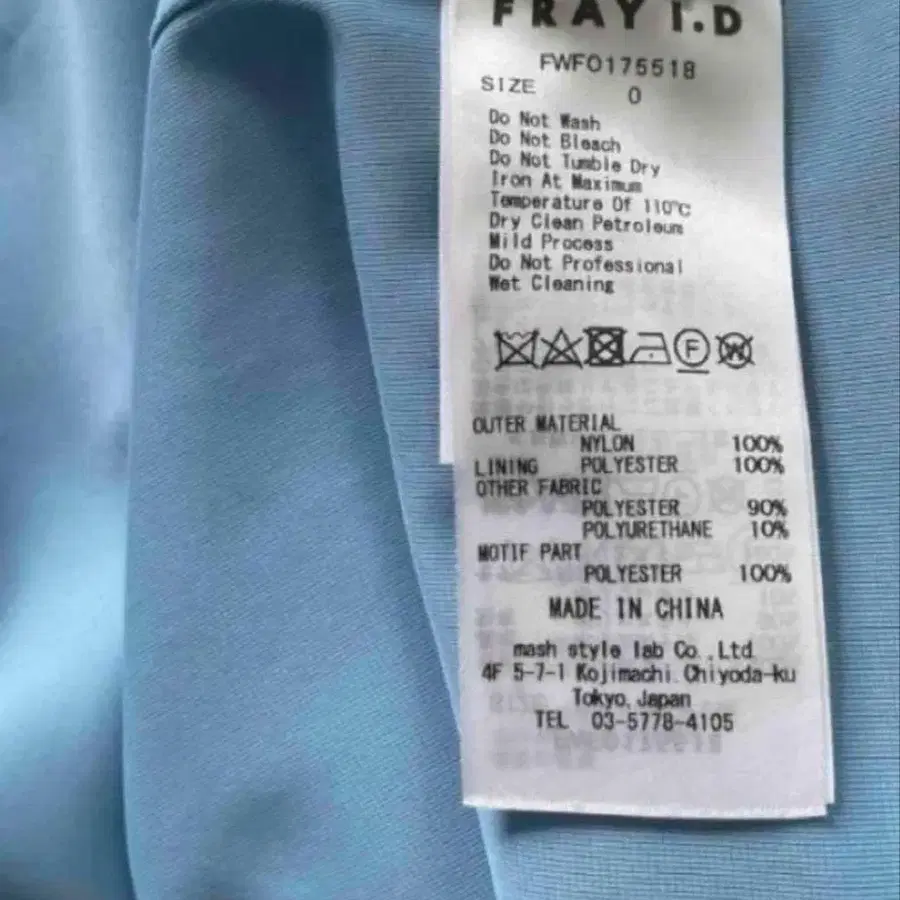 FRAY I.D
FWFO175518
SIZE 0
Do Not Wash
Do Not Bleach
Do Not Tumble Dry
Iron At Maximum
Temperature Of 110℃
Dry Clean Petroleum
Mild Process
Do Not Professional
Wet Cleaning
F W
OUTER MATERIAL
NYLON 100%
LINING POLYESTER 100%
OTHER FABRIC
POLYESTER 90%
POLYURETHANE 10%
MOTIF PART
POLYESTER 100%
MADE IN CHINA
mash style lab Co.,Ltd.
4F 5-7-1 Kojimachi Chiyoda-ku
Tokyo, Japan
TEL 03-5778-4105